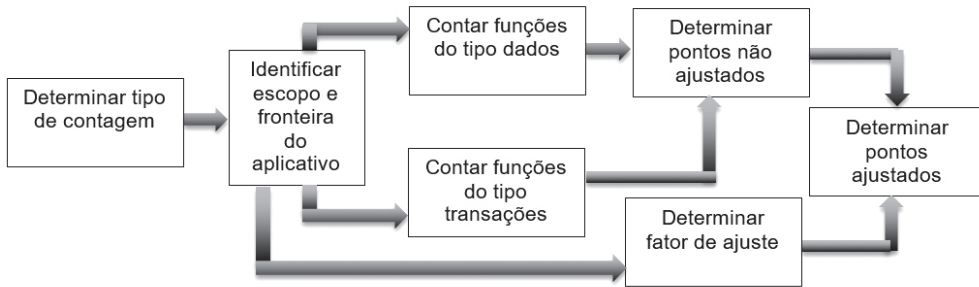 Determinar tipo
de contagem
Identificar
escopo e
fronteira
do
aplicativo
Contar funções
do tipo dados
Contar funções
do tipo
transações
Determinar
pontos não
ajustados
Determinar
fator de ajuste
Determinar
pontos
ajustados